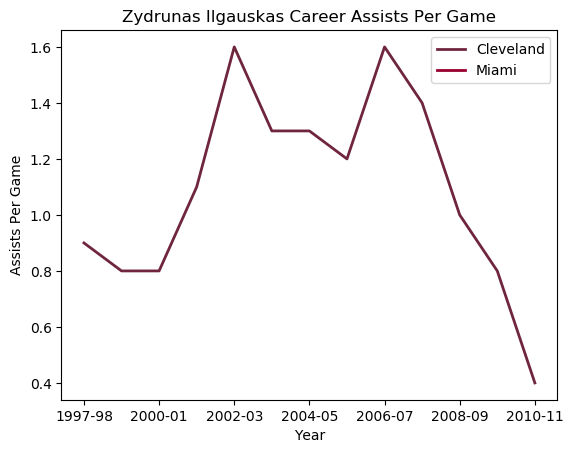 Zydrunas Ilgauskas Career Assists Per Game
Cleveland
Miami
1.6
1.4
1.2
1.0
0.8
0.6
0.4
Assists Per Game
1997-98 2000-01 2002-03 2004-05 2006-07 2008-09 2010-11
Year